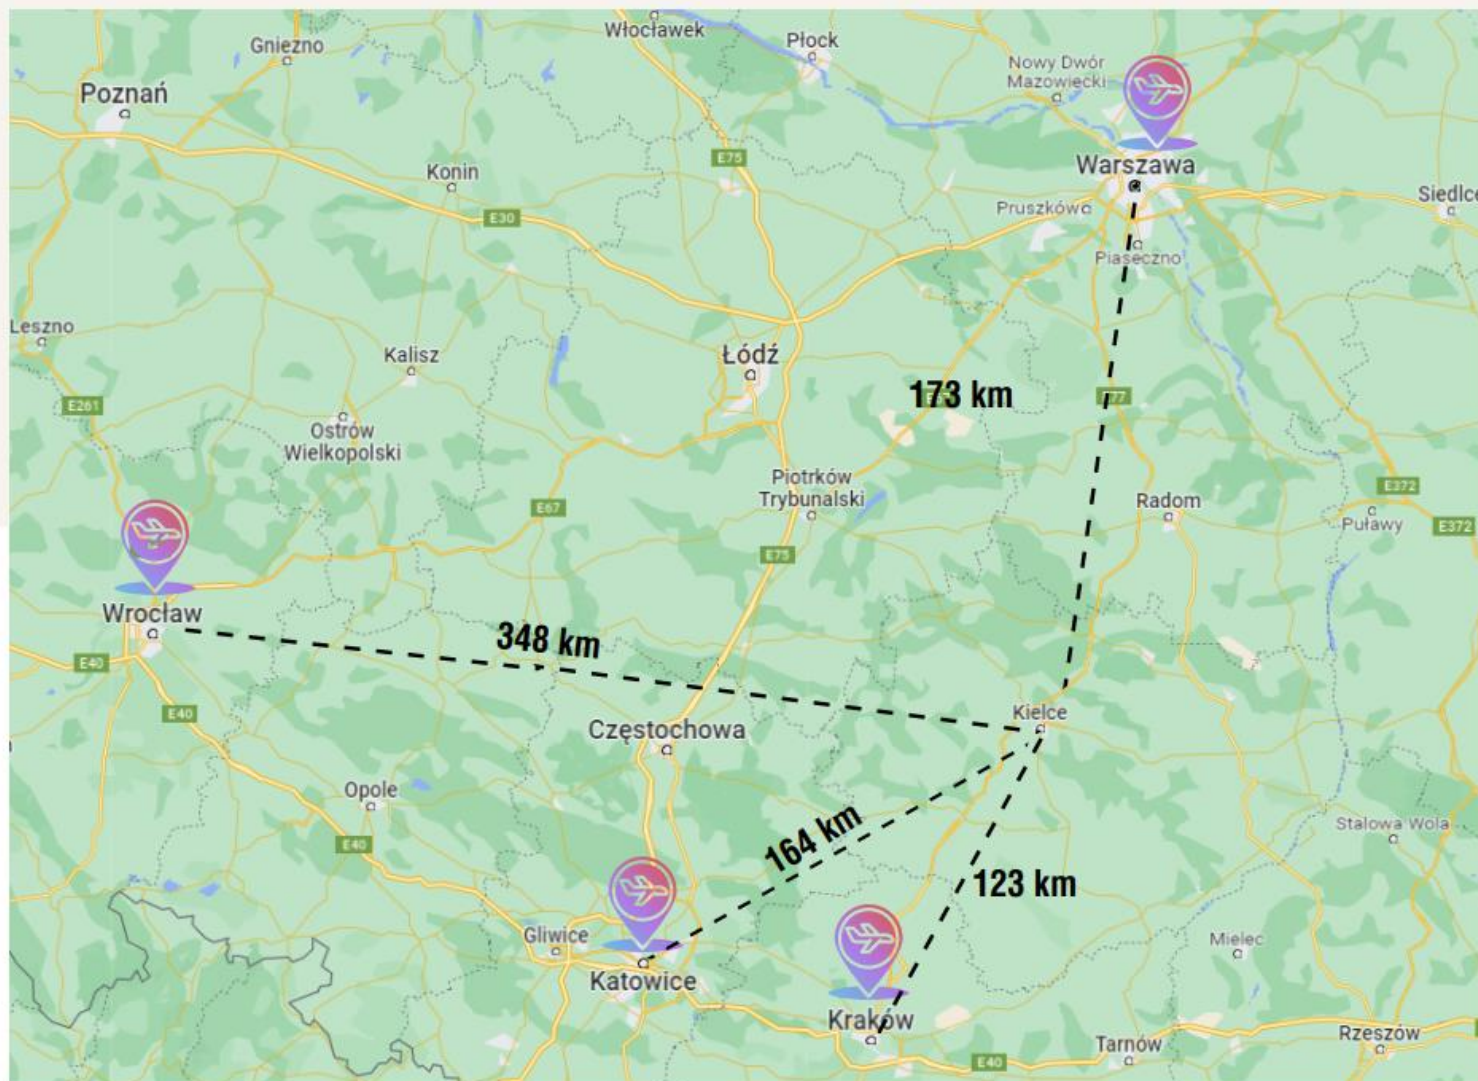 Włocławek
Gniezno
Płock
Nowy Dwór
Mazowiecki
Poznań
E75
Warszawa
Konin
Siedlce
Pruszków
E30
Piaseczno
Leszno
Kalisz
Łódź
173 km
E77
E261
Ostrów
Wielkopolski
Piotrków
Trybunalski
E372
Radom
E67
Puławy
E372
E75
Wrocław
348 km
E40
E40
Kielce
Częstochowa
Opole
164 km
Stalowa Wola
E40
123 km
Gliwice
Mielec
Katowice
Kraków
Tarnów
Rzeszów
E40